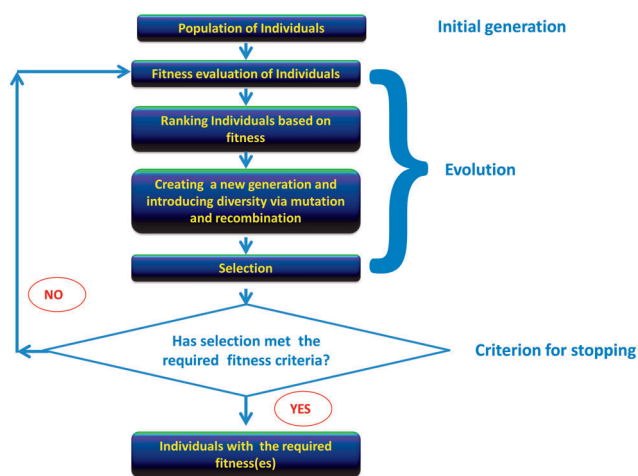 Population of Individuals
Initial generation
Fitness evaluation of Individuals
Ranking Individuals based on
fitness
Evolution
Creating a new generation and
introducing diversity via mutation
and recombination
Selection
NO
Has selection met the
required fitness criteria?
Criterion for stopping
YES
Individuals with the required
fitness(es)